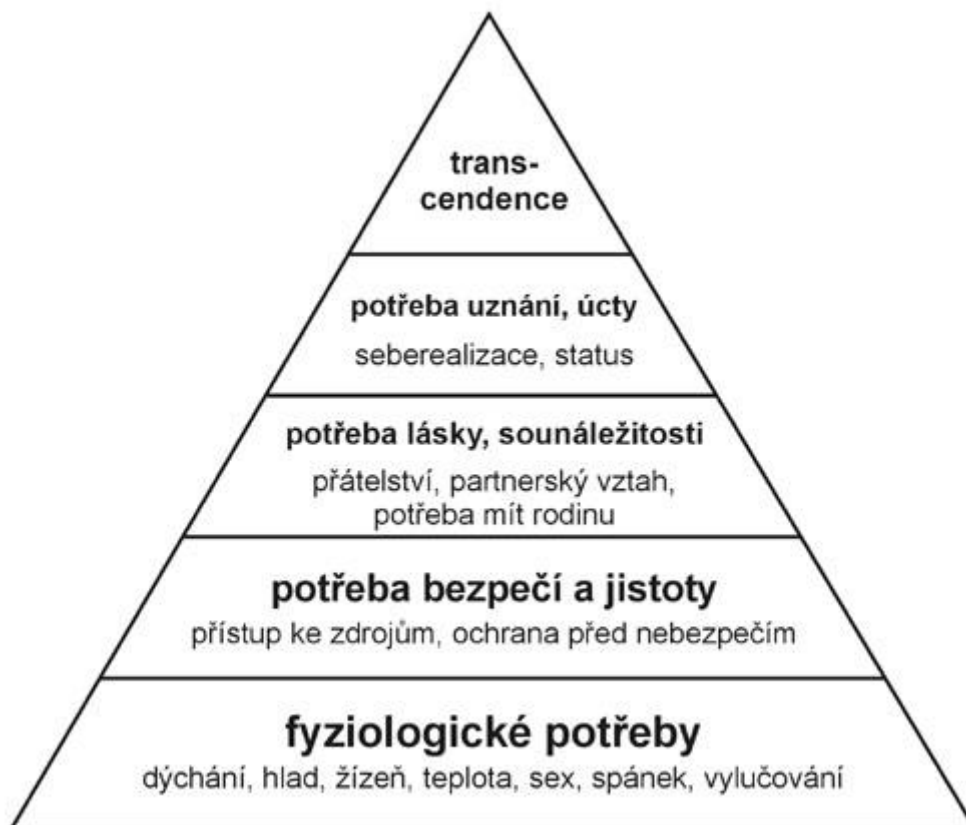 trans-
cendence
potřeba uznání, úcty
seberealizace, status
potřeba lásky, sounáležitosti
přátelství, partnerský vztah,
potřeba mít rodinu
potřeba bezpečí a jistoty
přístup ke zdrojům, ochrana před nebezpečím
fyziologické potřeby
dýchání, hlad, žízeň, teplota, sex, spánek, vylučování